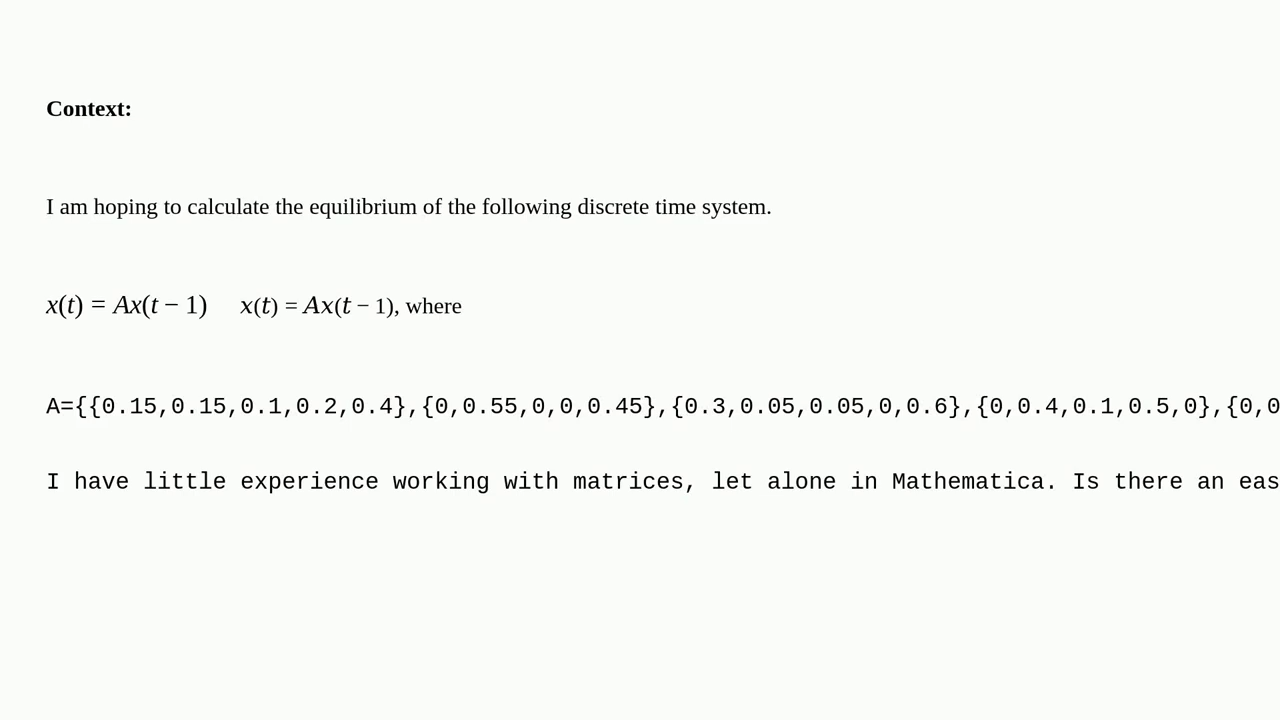 Context:
I am hoping to calculate the equilibrium of the following discrete time system.
x(t) = Ax(t − 1) x(t) = Ax(t − 1), where
A={{0.15,0.15,0.1,0.2,0.4},{0,0.55,0,0,0.45},{0.3,0.05,0.05,0,0.6},{0,0.4,0.1,0.5,0},{0,0
I have little experience working with matrices, let alone in Mathematica. Is there an eas